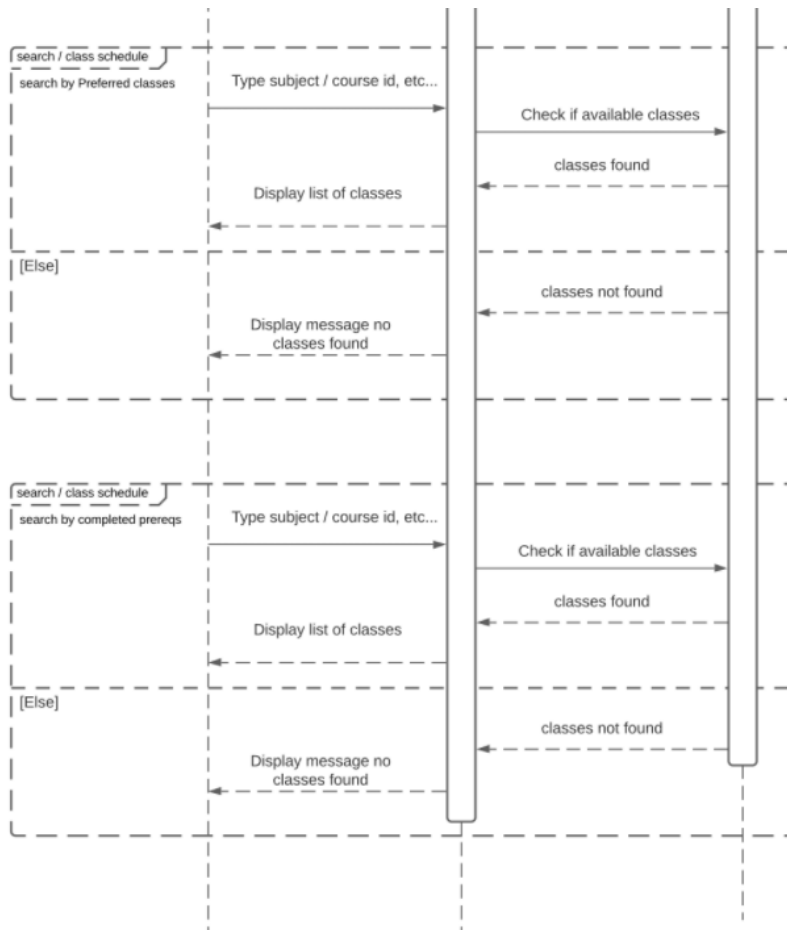 search / class schedule
search by Preferred classes
Type subject / course id, etc...
Check if available classes
classes found
Display list of classes
[Else]
classes not found
Display message no
classes found
search / class schedule
search by completed prereqs
Type subject / course id, etc...
Check if available classes
classes found
Display list of classes
[Else]
classes not found
Display message no
classes found